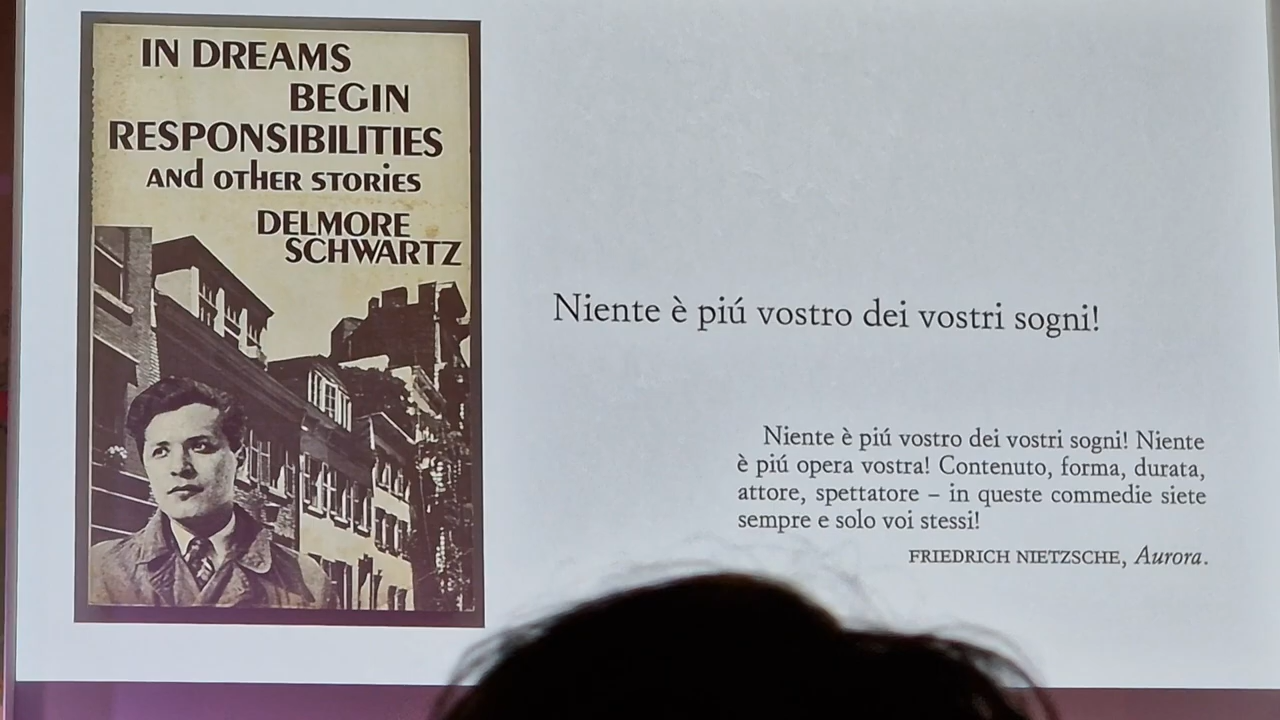 IN DREAMS
BEGIN
RESPONSIBILITIES
ANd OTHER STORiES
DELMORE
SCHWARTZ
Niente è piú vostro dei vostri sogni!
Niente è piú vostro dei vostri sogni! Niente
è piú opera vostra! Contenuto, forma, durata,
attore, spettatore – in queste commedie siete
sempre e solo voi stessi!
FRIEDRICH NIETZSCHE, Aurora.